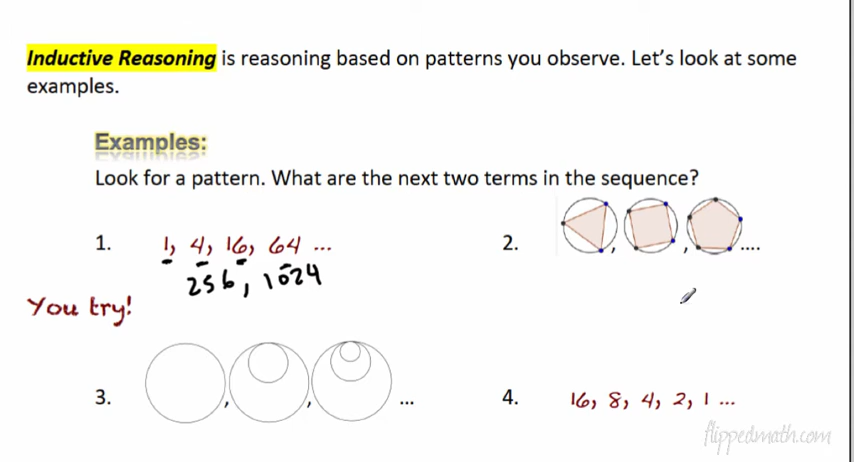 Inductive Reasoning is reasoning based on patterns you observe. Let's look at some
examples.
Examples:
Look for a pattern. What are the next two terms in the sequence?
1. 1, 4, 16, 64 ...
256, 1024
2. , , ....
You try!
3. , , ...
4. 16, 8, 4, 2, 1 ...
flippedmath.com